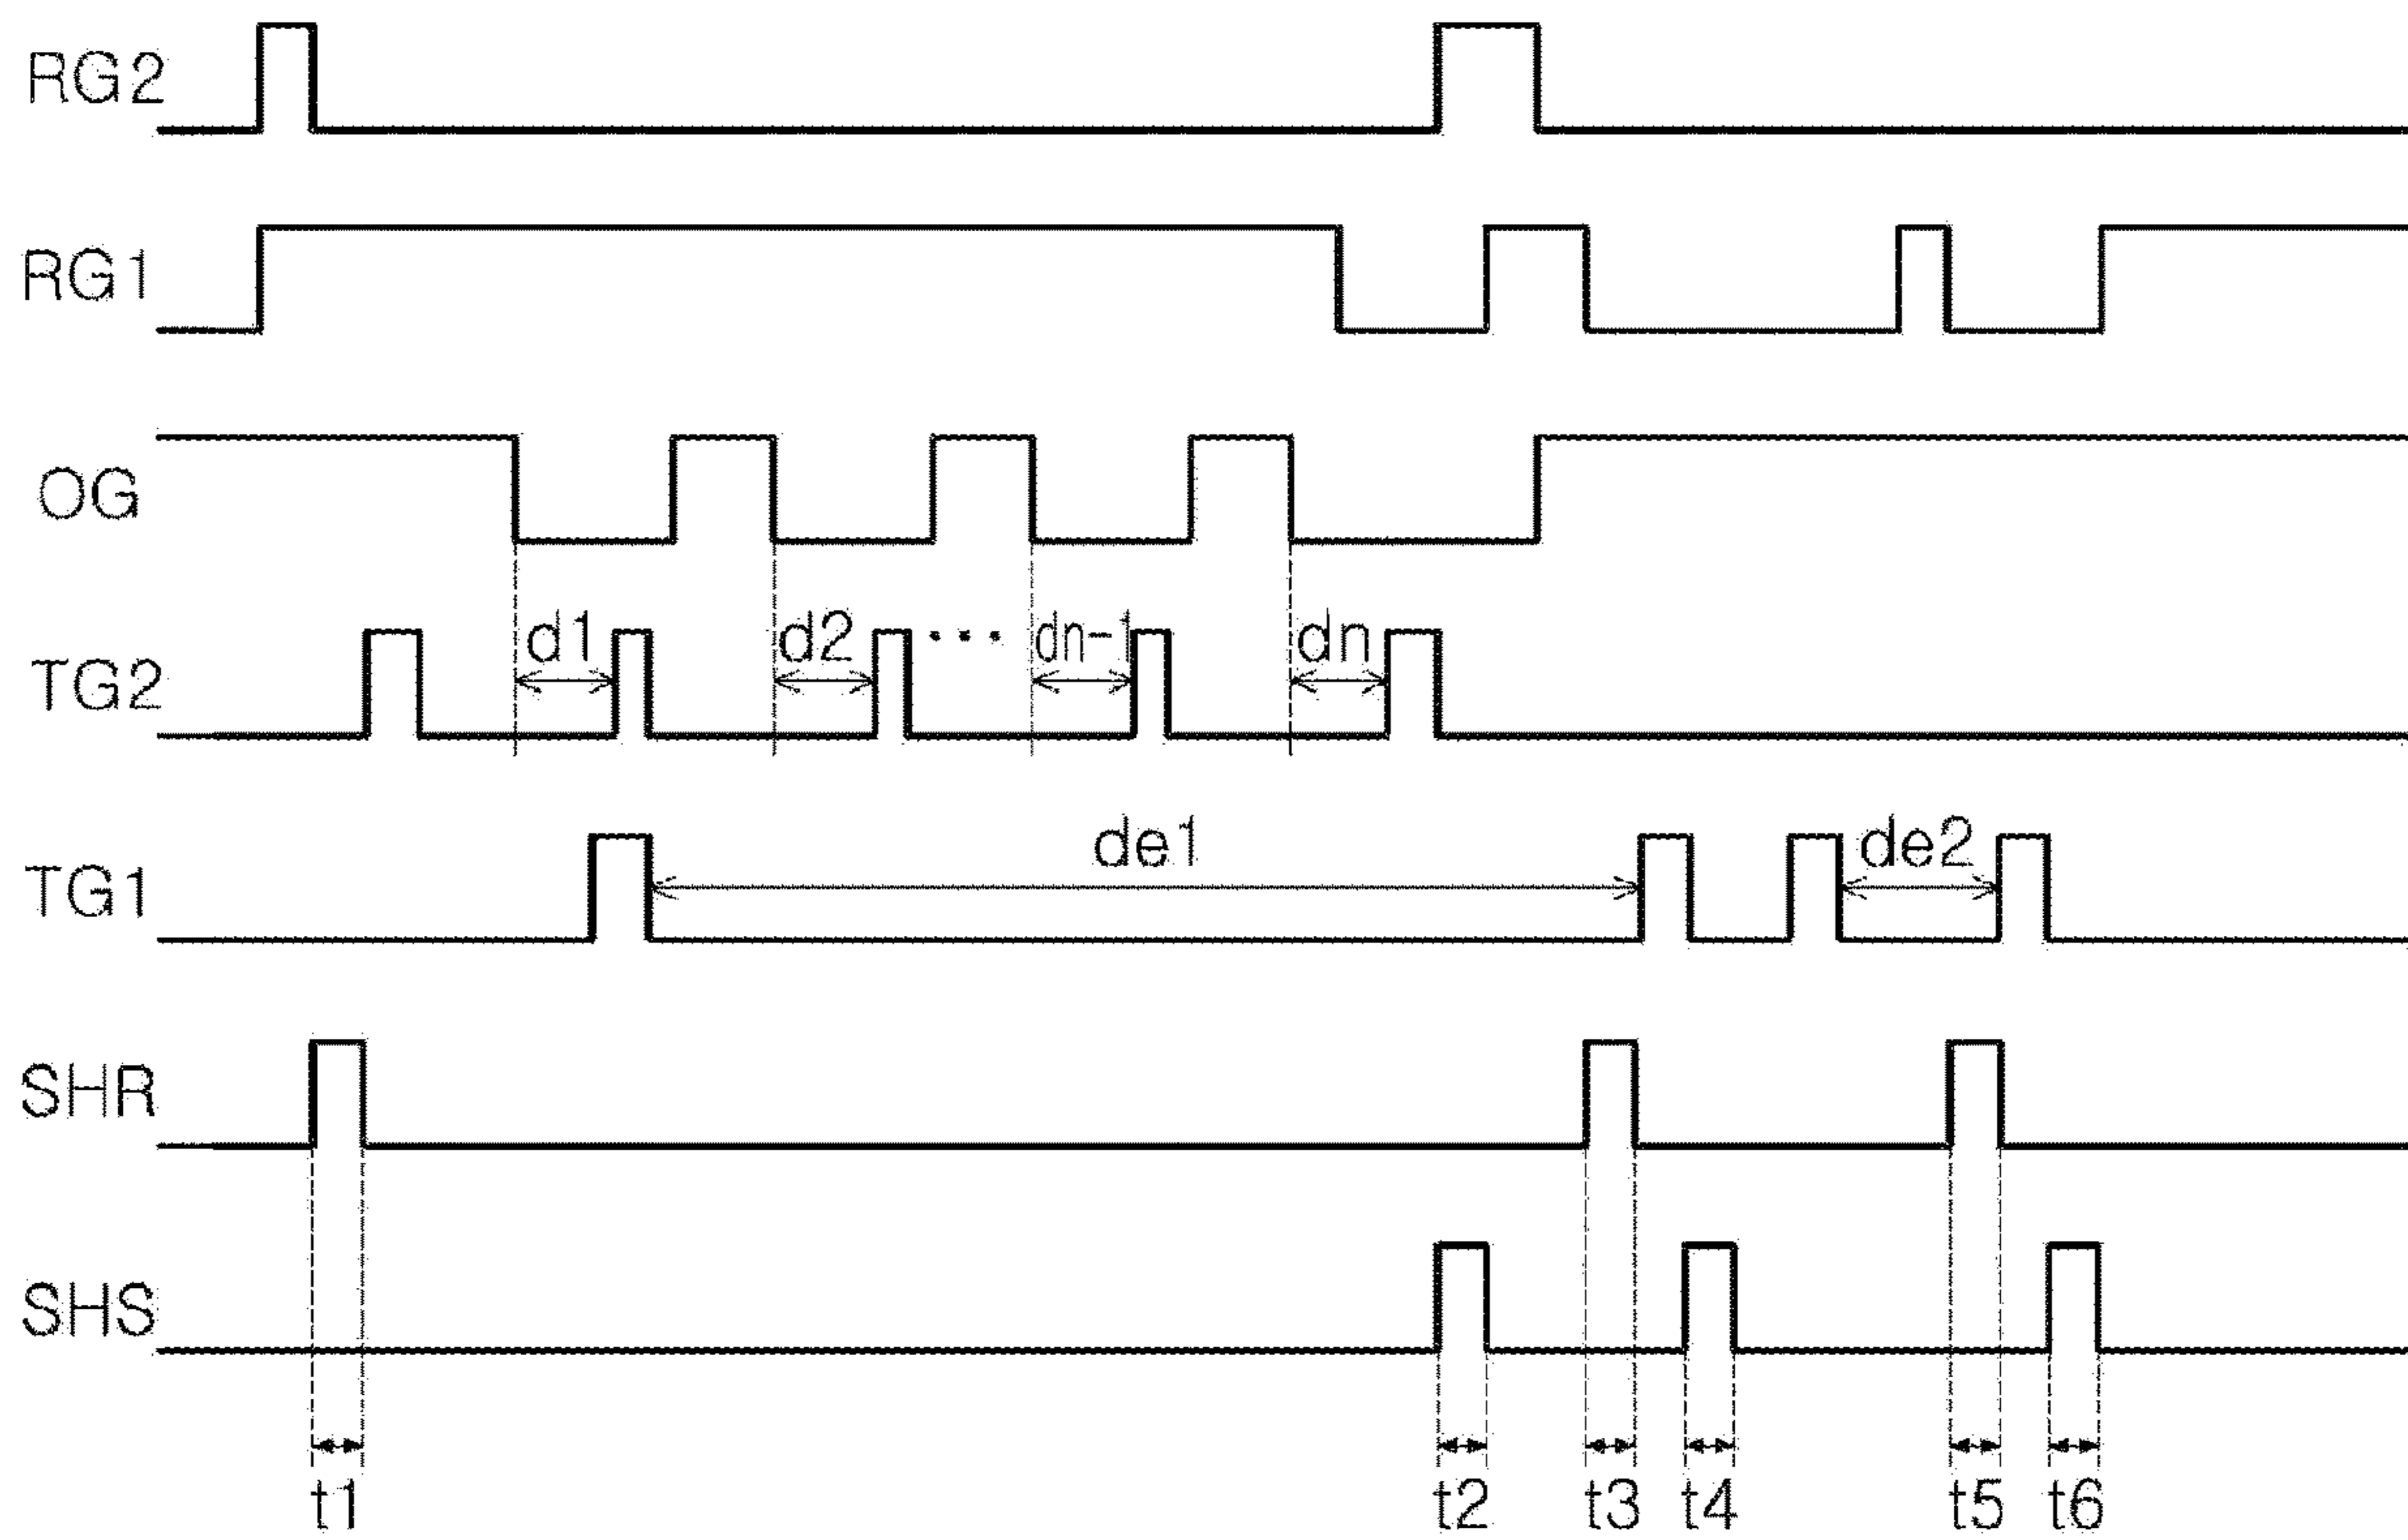 RG2
RG1
OG
TG2
d1
d2
...
dn-1
dn
TG1
de1
de2
SHR
SHS
t1
t2
t3
t4
t5
t6